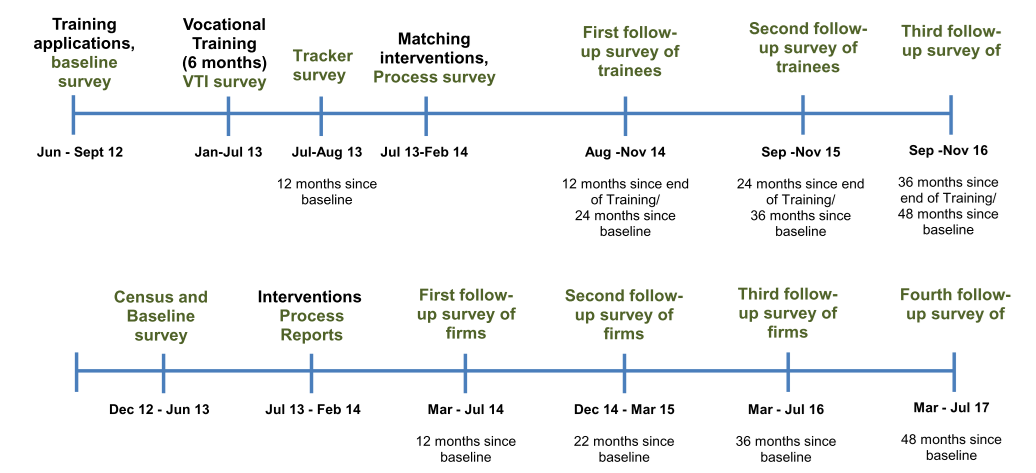 Training
applications,
baseline
survey
Vocational
Training
(6 months)
VTI survey
Tracker
survey
Matching
interventions,
Process survey
First follow-
up survey of
trainees
Second follow-
up survey of
trainees
Third follow-
up survey of
Jun - Sept 12
Jan-Jul 13
Jul-Aug 13
Jul 13-Feb 14
Aug -Nov 14
Sep -Nov 15
Sep -Nov 16
12 months since
baseline
12 months since end
of Training/
24 months since
baseline
24 months since end
of Training/
36 months since
baseline
36 months since
end of Training/
48 months since
baseline
Census and
Baseline
survey
Interventions
Process
Reports
First follow-
up survey of
firms
Second follow-
up survey of
firms
Third follow-
up survey of
firms
Fourth follow-
up survey of
Dec 12 - Jun 13
Jul 13 - Feb 14
Mar - Jul 14
Dec 14 - Mar 15
Mar - Jul 16
Mar - Jul 17
12 months since
baseline
22 months since
baseline
36 months since
baseline
48 months since
baseline